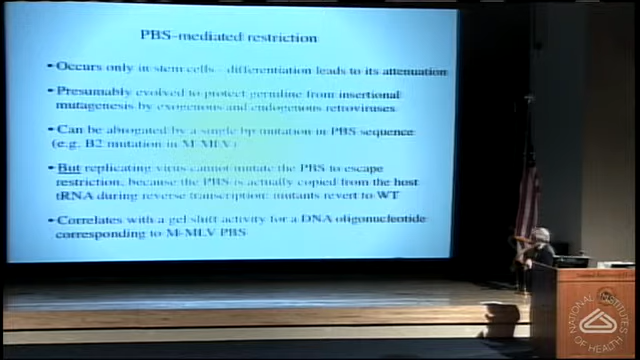 PBS-mediated restriction
• Occurs only in stem cells - differentiation leads to its attenuation
• Presumably evolved to protect germline from insertional
mutagenesis by exogenous and endogenous retroviruses
• Can be abrogated by a single bp mutation in PBS sequence
(e.g. B2 mutation in M-MLV)
• But replicating virus cannot mutate the PBS to escape
restriction, because the PBS is actually copied from the host
tRNA during reverse transcription: mutants revert to WT
• Correlates with a gel shift activity for a DNA oligonucleotide
corresponding to M-MLV PBS
NATIONAL INSTITUTES
OF HEALTH